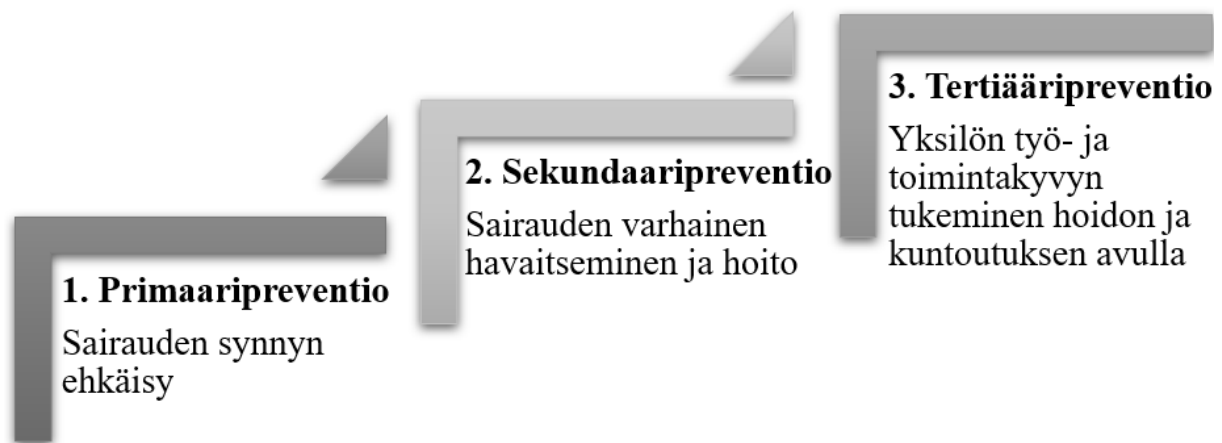 1. Primaaripreventio
Sairauden synnyn
ehkäisy
2. Sekundaaripreventio
Sairauden varhainen
havaitseminen ja hoito
3. Tertiääripreventio
Yksilön työ- ja
toimintakyvyn
tukeminen hoidon ja
kuntoutuksen avulla